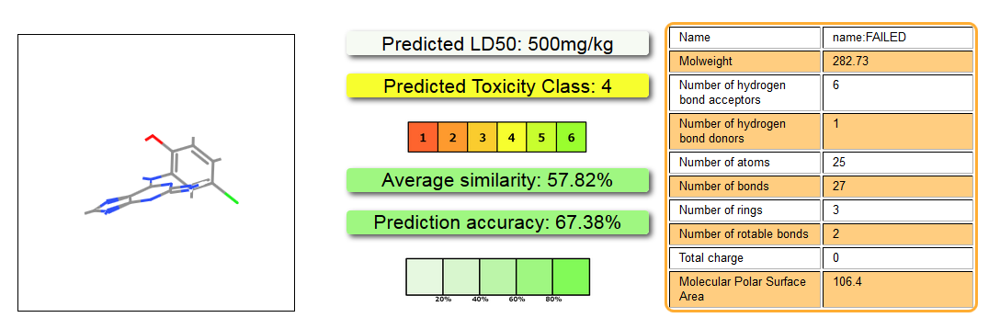 Predicted LD50: 500mg/kg
Predicted Toxicity Class: 4
1 2 3 4 5 6
Average similarity: 57.82%
Prediction accuracy: 67.38%
20% 40% 60% 80%
Name name:FAILED
Molweight 282.73
Number of hydrogen 6
bond acceptors
Number of hydrogen 1
bond donors
Number of atoms 25
Number of bonds 27
Number of rings 3
Number of rotable bonds 2
Total charge 0
Molecular Polar Surface 106.4
Area